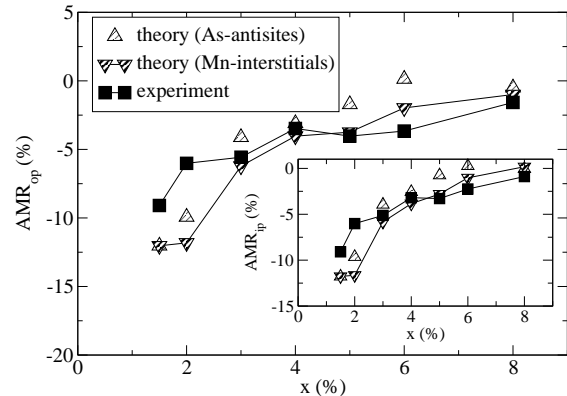 5
0
-5
-10
-15
-20
AMR_op (%)
theory (As-antisites)
theory (Mn-interstitials)
experiment
0
-5
-10
-15
AMR_ip (%)
0 2 4 6 8
x (%)
0 2 4 6 8
x (%)